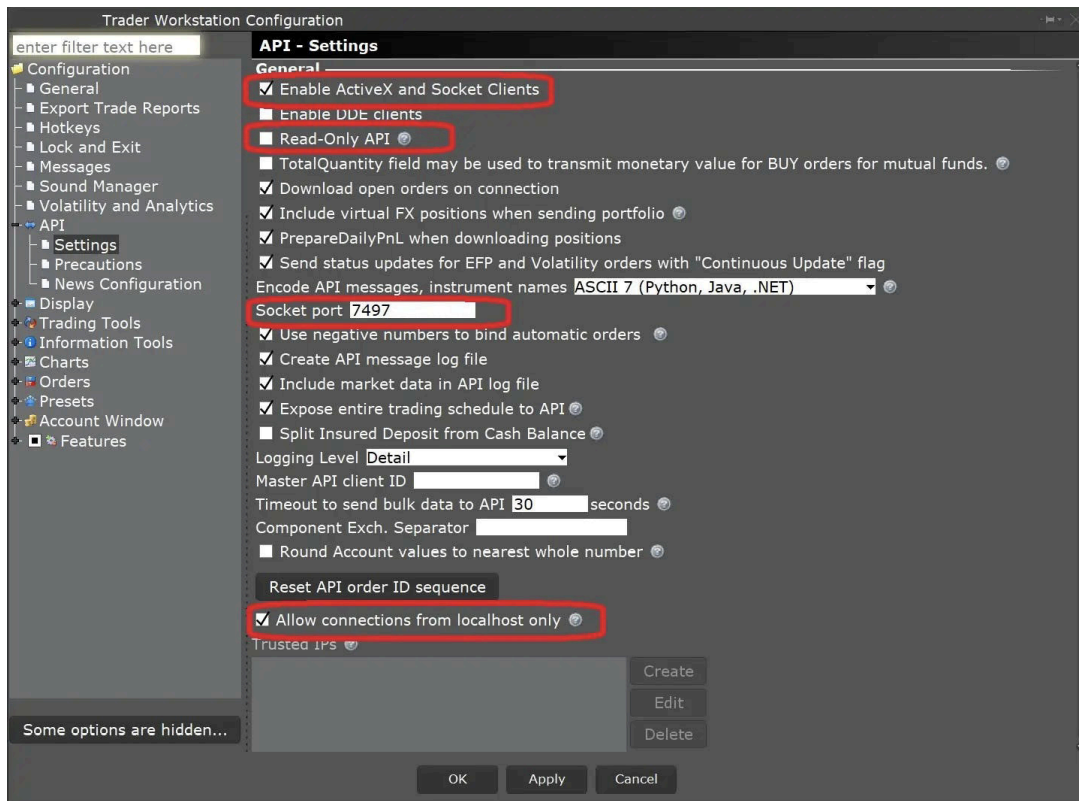 Trader Workstation Configuration
enter filter text here
Configuration
General
Export Trade Reports
Hotkeys
Lock and Exit
Messages
Sound Manager
Volatility and Analytics
API
Settings
Precautions
News Configuration
Display
Trading Tools
Information Tools
Charts
Orders
Presets
Account Window
Features
Some options are hidden...
API - Settings
General
Enable ActiveX and Socket Clients
Enable DDE clients
Read-Only API ?
TotalQuantity field may be used to transmit monetary value for BUY orders for mutual funds. ?
Download open orders on connection
Include virtual FX positions when sending portfolio ?
PrepareDailyPnL when downloading positions
Send status updates for EFP and Volatility orders with "Continuous Update" flag
Encode API messages, instrument names ASCII 7 (Python, Java, .NET) ?
Socket port 7497
Use negative numbers to bind automatic orders ?
Create API message log file
Include market data in API log file
Expose entire trading schedule to API ?
Split Insured Deposit from Cash Balance ?
Logging Level Detail
Master API client ID ?
Timeout to send bulk data to API 30 seconds ?
Component Exch. Separator
Round Account values to nearest whole number ?
Reset API order ID sequence
Allow connections from localhost only ?
Trusted IPs ?
Create
Edit
Delete
OK Apply Cancel